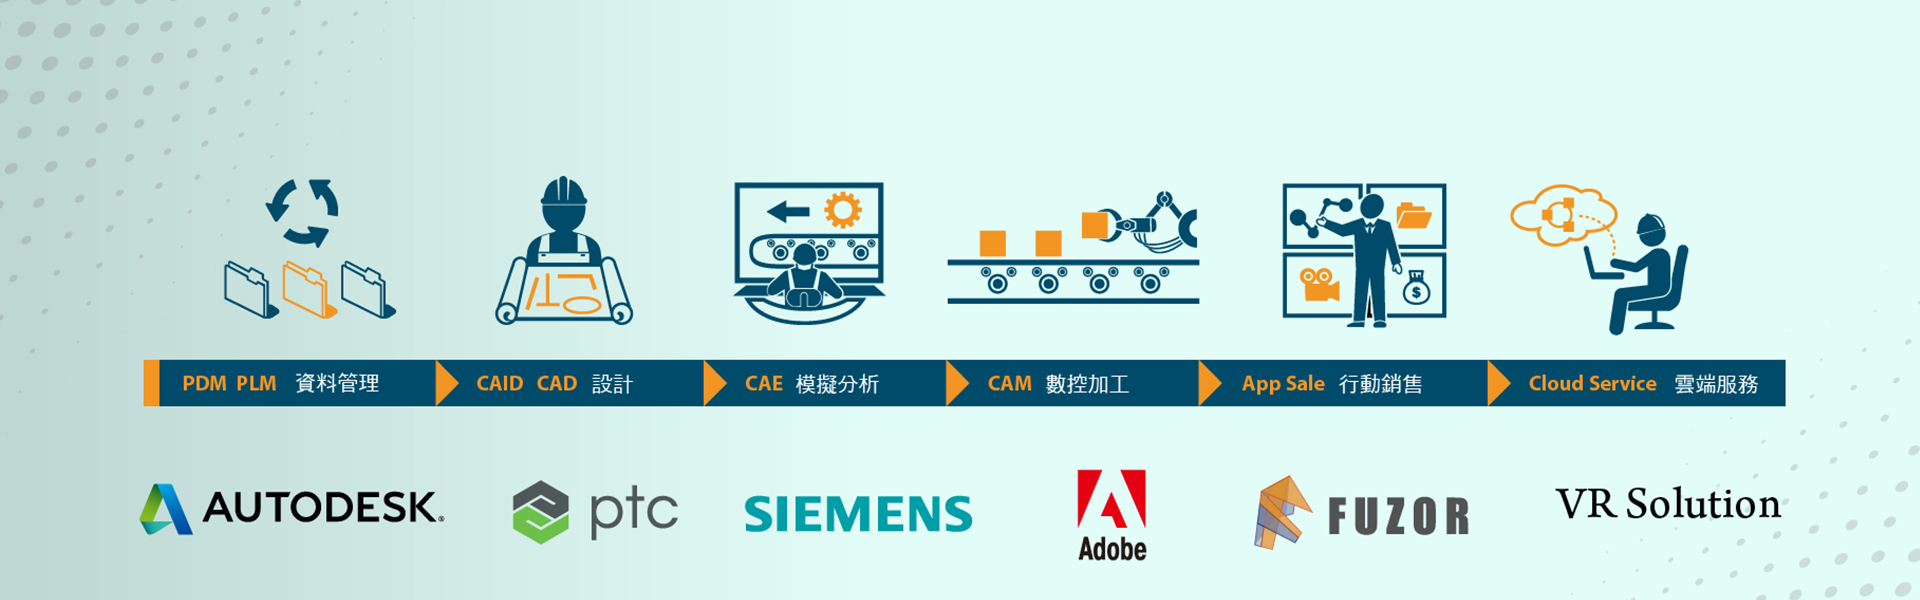 PDM PLM 資料管理
CAID CAD 設計
CAE 模擬分析
CAM 數控加工
App Sale 行動銷售
Cloud Service 雲端服務
AUTODESK®
ptc
SIEMENS
Adobe
FUZOR
VR Solution
$